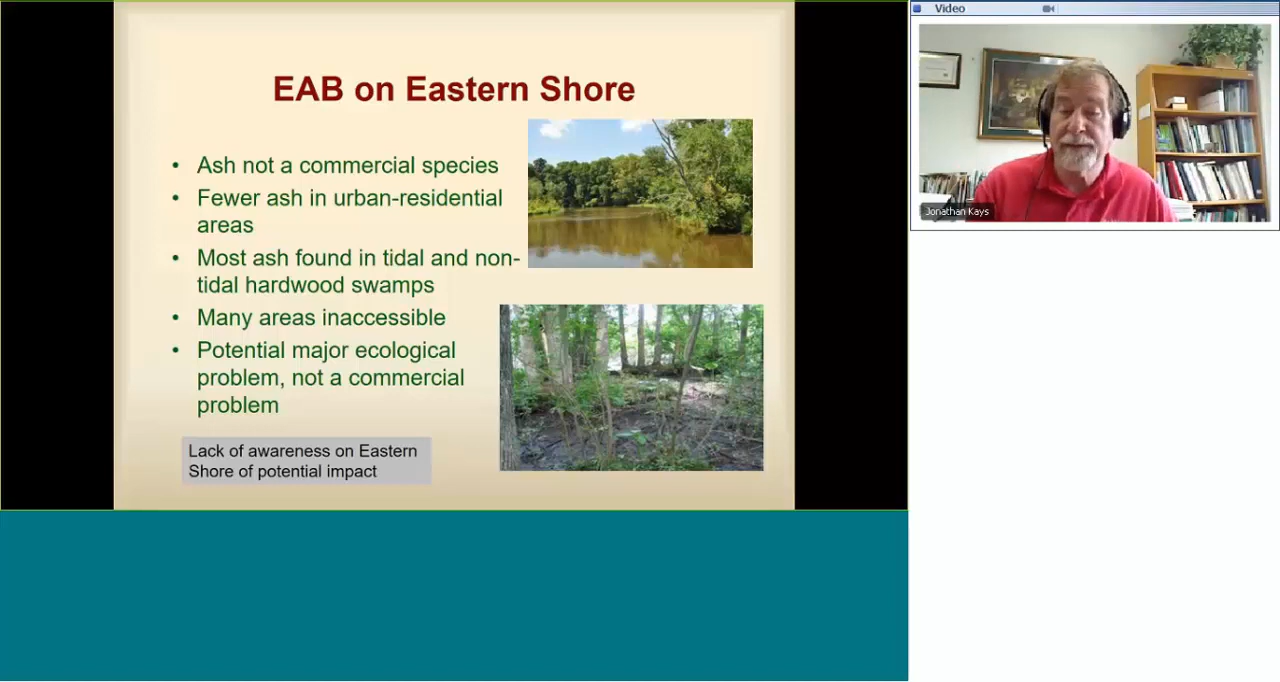 EAB on Eastern Shore
• Ash not a commercial species
• Fewer ash in urban-residential
areas
• Most ash found in tidal and non-
tidal hardwood swamps
• Many areas inaccessible
• Potential major ecological
problem, not a commercial
problem
Lack of awareness on Eastern
Shore of potential impact
Video
Jonathan Kays